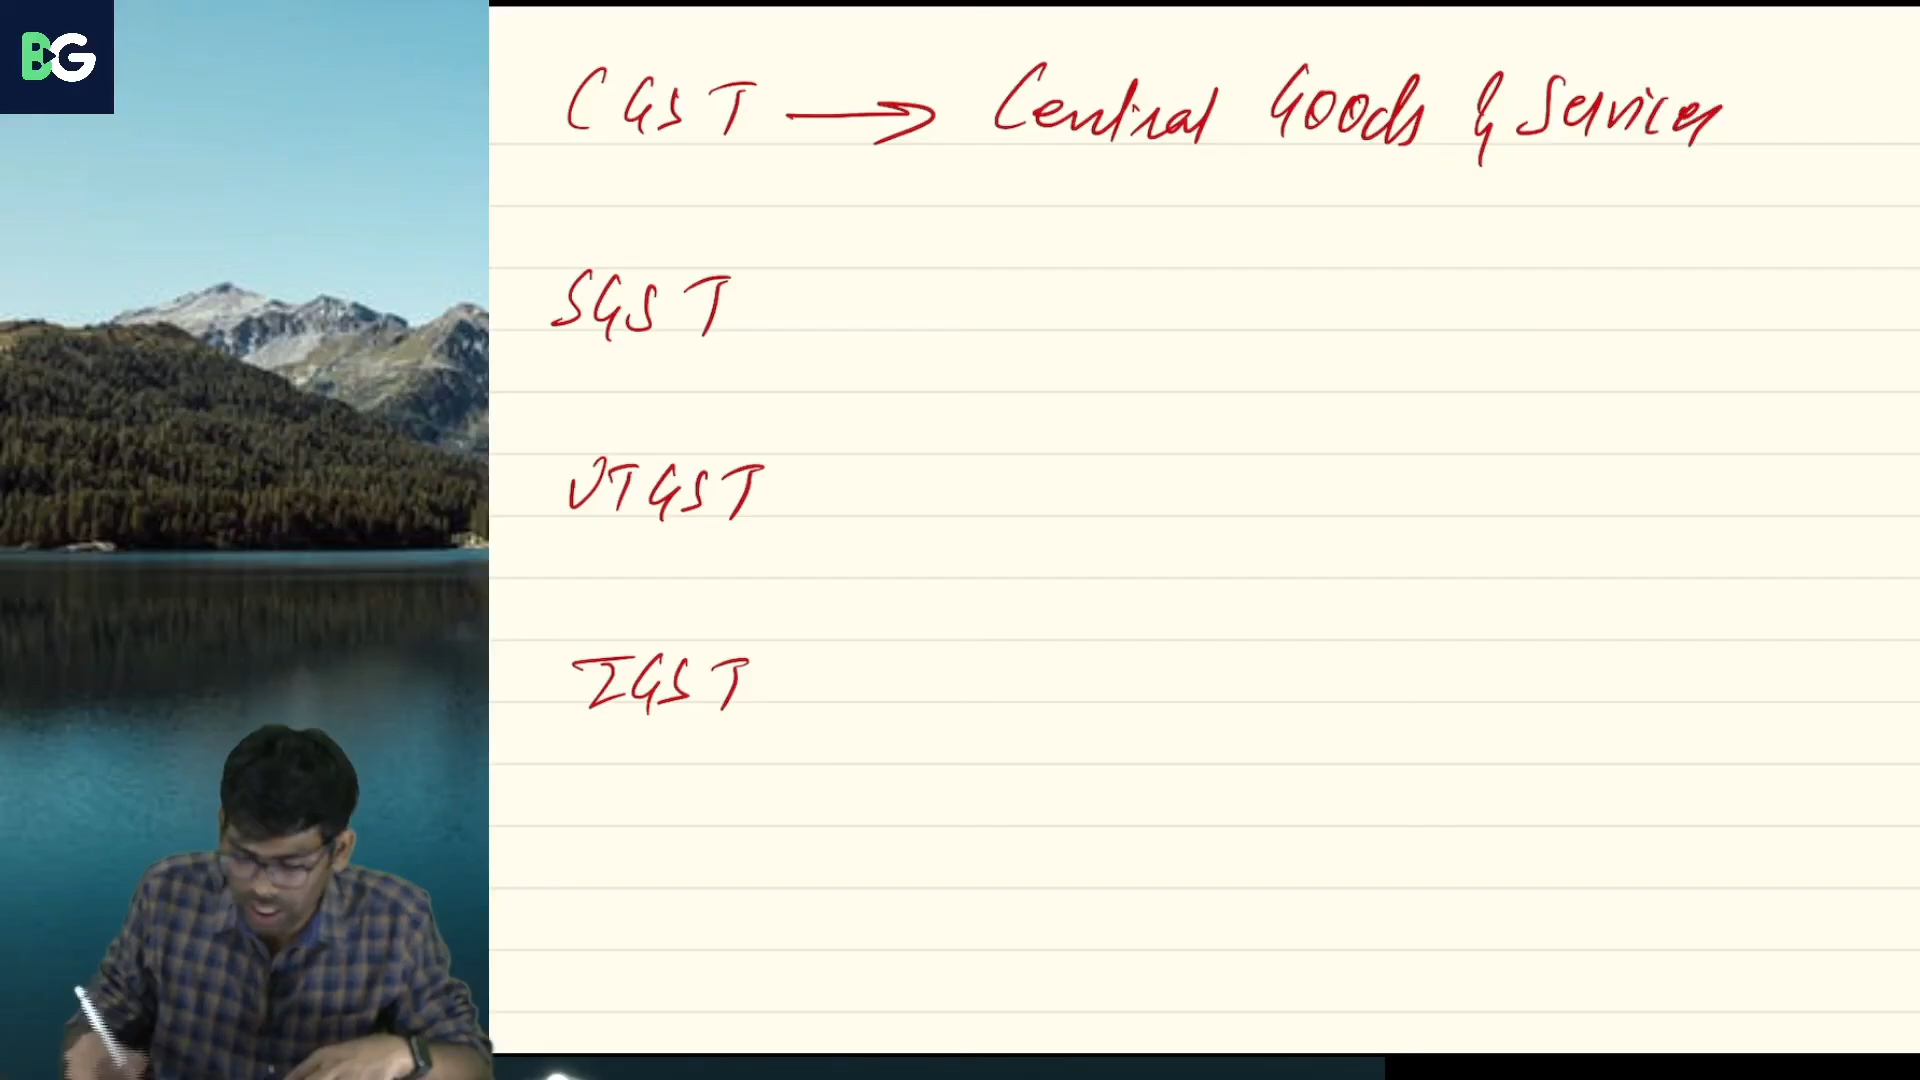 BG
CGST → Central Goods & Services
SGST
UTGST
IGST